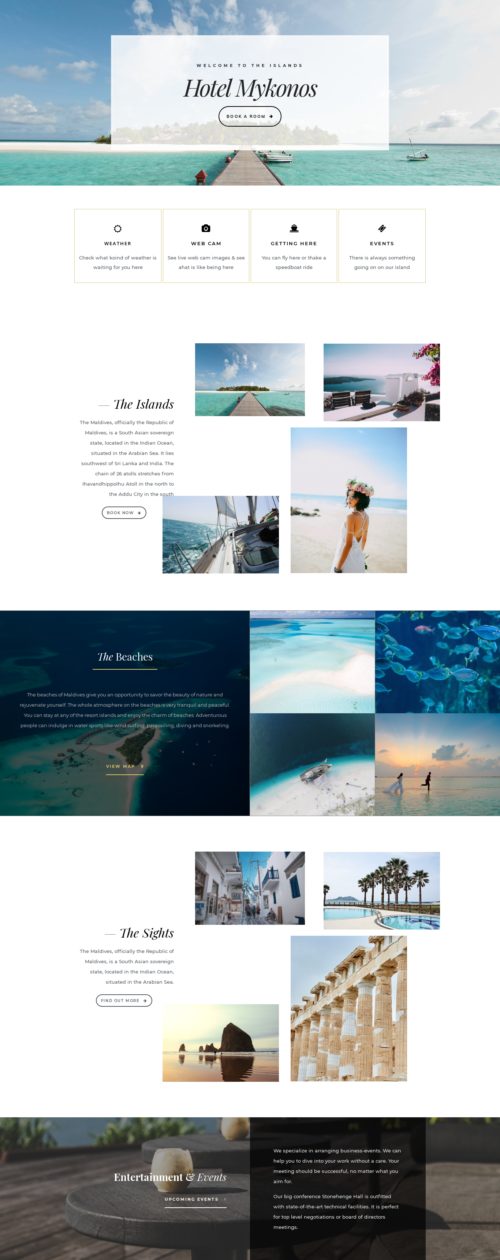 WELCOME TO THE ISLANDS
Hotel Mykonos
BOOK A ROOM
WEATHER
Check what koind of weather is
waiting for you here
WEB CAM
See live web cam images & see
ahat is like being here
GETTING HERE
You can fly here or thake a
speedboat ride
EVENTS
There is always something
going on on our island
— The Islands
The Maldives, officially the Republic of
Maldives, is a South Asian sovereign
state, located in the Indian Ocean,
situated in the Arabian Sea. It lies
southwest of Sri Lanka and India. The
chain of 26 atolls stretches from
Ihavandhippolhu Atoll in the north to
the Addu City in the south
BOOK NOW
The Beaches
The beaches of Maldives give you an opportunity to savor the beauty of nature and
rejuvenate yourself. The whole atmosphere on the beaches is very tranquil and peaceful.
You can stay at any of the resort islands and enjoy the charm of beaches. Adventurous
people can indulge in water sports like wind surfing, parasailing, diving and snorkeling.
VIEW MAP
— The Sights
The Maldives, officially the Republic of
Maldives, is a South Asian sovereign
state, located in the Indian Ocean,
situated in the Arabian Sea.
FIND OUT MORE
Entertainment & Events
UPCOMING EVENTS
We specialize in arranging business-events. We can
help you to dive into your work without a care. Your
meeting should be successful, no matter what you
aim for.
Our big conference Stonehenge Hall is outfitted
with state-of-the-art technical facilities. It is perfect
for top level negotiations or board of directors
meetings.